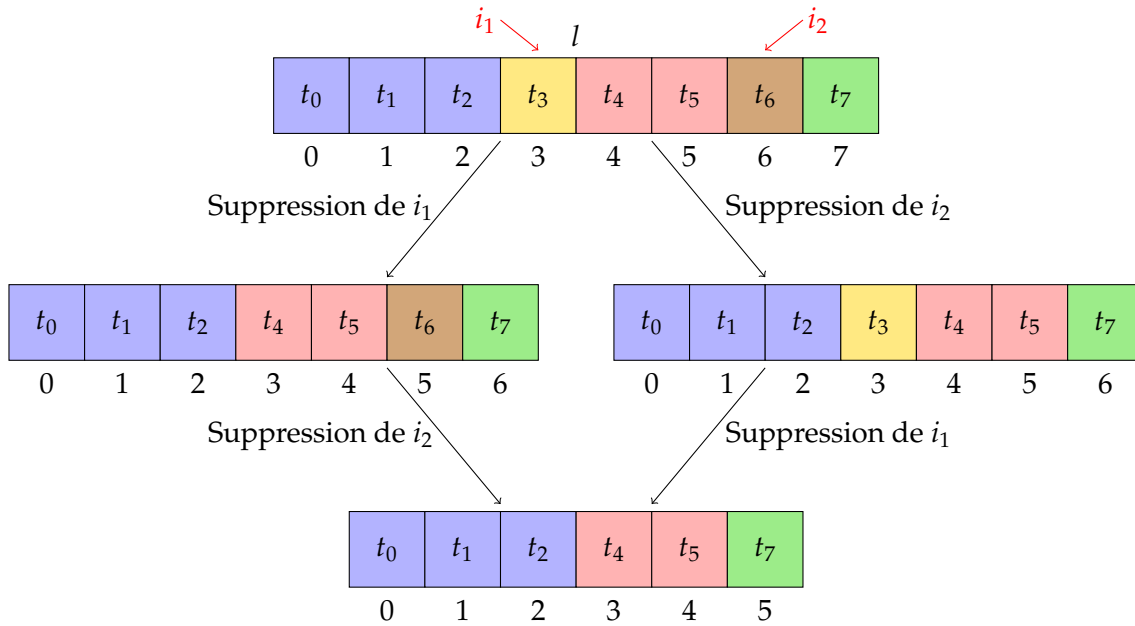 i₁ l i₂
t₀ t₁ t₂ t₃ t₄ t₅ t₆ t₇
0 1 2 3 4 5 6 7
Suppression de i₁ Suppression de i₂
t₀ t₁ t₂ t₄ t₅ t₆ t₇ t₀ t₁ t₂ t₃ t₄ t₅ t₇
0 1 2 3 4 5 6 0 1 2 3 4 5 6
Suppression de i₂ Suppression de i₁
t₀ t₁ t₂ t₄ t₅ t₇
0 1 2 3 4 5